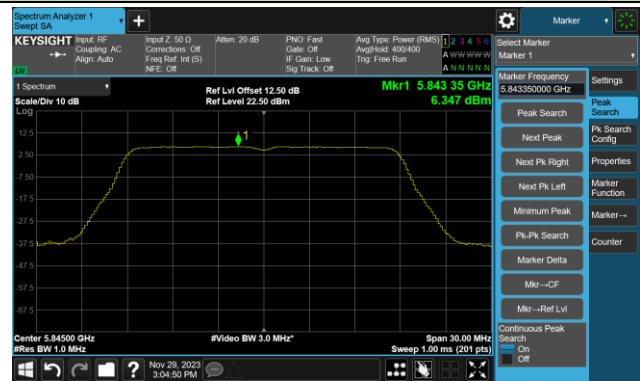 Spectrum Analyzer 1
Swept SA
+
Marker
KEYSIGHT
Input: RF
Coupling: AC
Align: Auto
Input Z: 50 Ω
Corrections: Off
Freq Ref: Int (S)
NFE: Off
Atten: 20 dB
PNO: Fast
Gate: Off
IF Gain: Low
Sig Track: Off
Avg Type: Power (RMS)
Avg|Hold: 400/400
Trig: Free Run
1 2 3 4 5 6
A W W W W W
A N N N N N
LW
1 Spectrum
Scale/Div 10 dB
Log
Ref Lvl Offset 12.50 dB
Ref Level 22.50 dBm
Mkr1 5.843 35 GHz
6.347 dBm
1
12.5
2.50
-7.50
-17.5
-27.5
-37.5
-47.5
-57.5
-67.5
Center 5.84500 GHz
#Res BW 1.0 MHz
#Video BW 3.0 MHz*
Span 30.00 MHz
Sweep 1.00 ms (201 pts)
Select Marker
Marker 1
Marker Frequency
5.843350000 GHz
Peak Search
Next Peak
Next Pk Right
Next Pk Left
Minimum Peak
Pk-Pk Search
Marker Delta
Mkr→CF
Mkr→Ref Lvl
Continuous Peak
Search
On
Off
Settings
Peak
Search
Pk Search
Config
Properties
Marker
Function
Marker→
Counter
?
Nov 29, 2023
3:04:50 PM